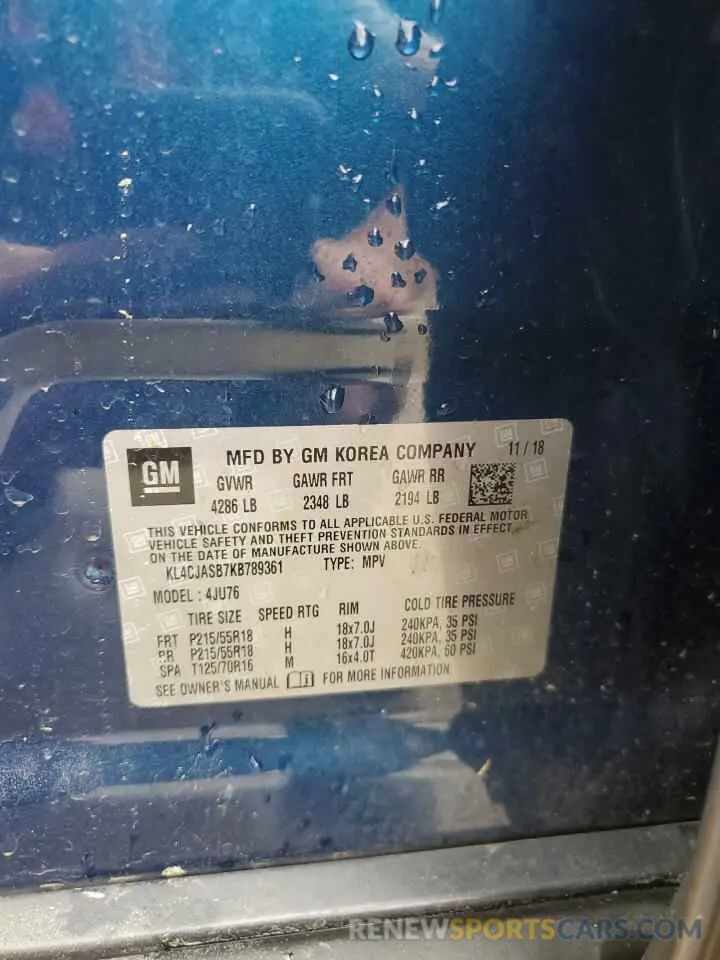 GM
MFD BY GM KOREA COMPANY 11/18
GVWR GAWR FRT GAWR RR
4286 LB 2348 LB 2194 LB
THIS VEHICLE CONFORMS TO ALL APPLICABLE U.S. FEDERAL MOTOR
VEHICLE SAFETY AND THEFT PREVENTION STANDARDS IN EFFECT
ON THE DATE OF MANUFACTURE SHOWN ABOVE.
KL4CJASB7KB789361 TYPE: MPV
MODEL: 4JU76
TIRE SIZE SPEED RTG RIM COLD TIRE PRESSURE
FRT P215/55R18 H 18x7.0J 240KPA, 35 PSI
RR P215/55R18 H 18x7.0J 240KPA, 35 PSI
SPA T125/70R16 M 16x4.0T 420KPA, 60 PSI
SEE OWNER'S MANUAL FOR MORE INFORMATION
RENEWSPORTSCARS.COM